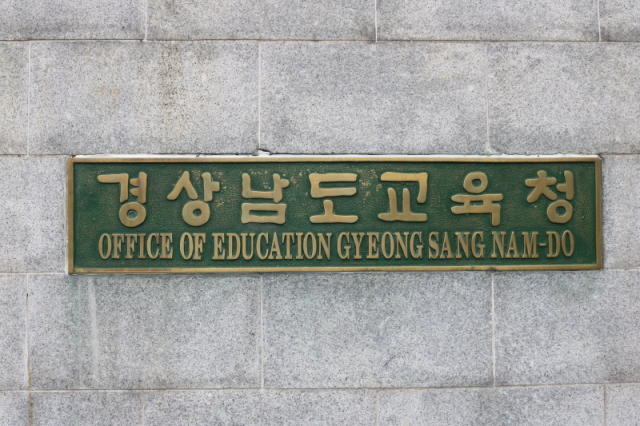 경상남도교육청
OFFICE OF EDUCATION GYEONG SANG NAM-DO